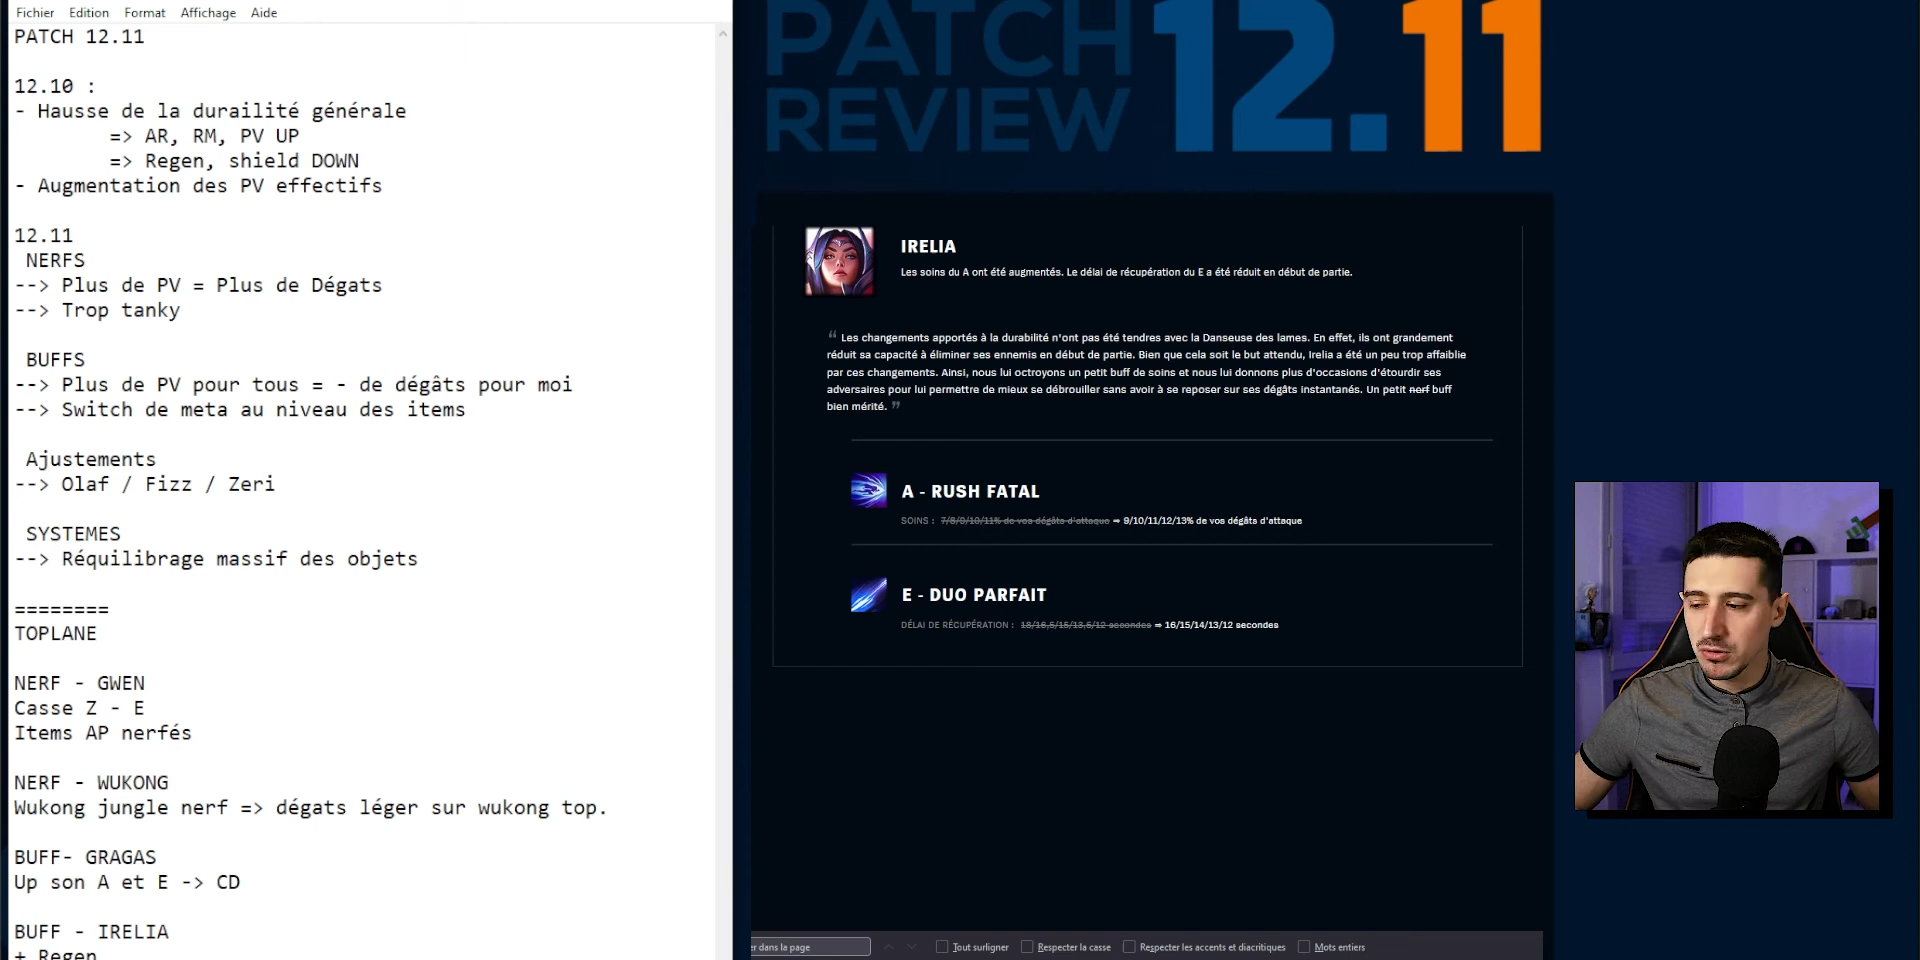 Fichier Edition Format Affichage Aide
PATCH 12.11
12.10 :
- Hausse de la durailité générale
=> AR, RM, PV UP
=> Regen, shield DOWN
- Augmentation des PV effectifs
12.11
NERFS
--> Plus de PV = Plus de Dégats
--> Trop tanky
BUFFS
--> Plus de PV pour tous = - de dégâts pour moi
--> Switch de meta au niveau des items
Ajustements
--> Olaf / Fizz / Zeri
SYSTEMES
--> Réquilibrage massif des objets
========
TOPLANE
NERF - GWEN
Casse Z - E
Items AP nerfés
NERF - WUKONG
Wukong jungle nerf => dégats léger sur wukong top.
BUFF- GRAGAS
Up son A et E -> CD
BUFF - IRELIA
+ Regen
PATCH
REVIEW
12.11
IRELIA
Les soins du A ont été augmentés. Le délai de récupération du E a été réduit en début de partie.
“ Les changements apportés à la durabilité n'ont pas été tendres avec la Danseuse des lames. En effet, ils ont grandement
réduit sa capacité à éliminer ses ennemis en début de partie. Bien que cela soit le but attendu, Irelia a été un peu trop affaiblie
par ces changements. Ainsi, nous lui octroyons un petit buff de soins et nous lui donnons plus d'occasions d'étourdir ses
adversaires pour lui permettre de mieux se débrouiller sans avoir à se reposer sur ses dégâts instantanés. Un petit nerf buff
bien mérité. ”
A - RUSH FATAL
SOINS : 7/8/9/10/11% de vos dégâts d'attaque ⇒ 9/10/11/12/13% de vos dégâts d'attaque
E - DUO PARFAIT
DÉLAI DE RÉCUPÉRATION : 18/16,5/15/13,5/12 secondes ⇒ 16/15/14/13/12 secondes
er dans la page Tout surligner Respecter la casse Respecter les accents et diacritiques Mots entiers